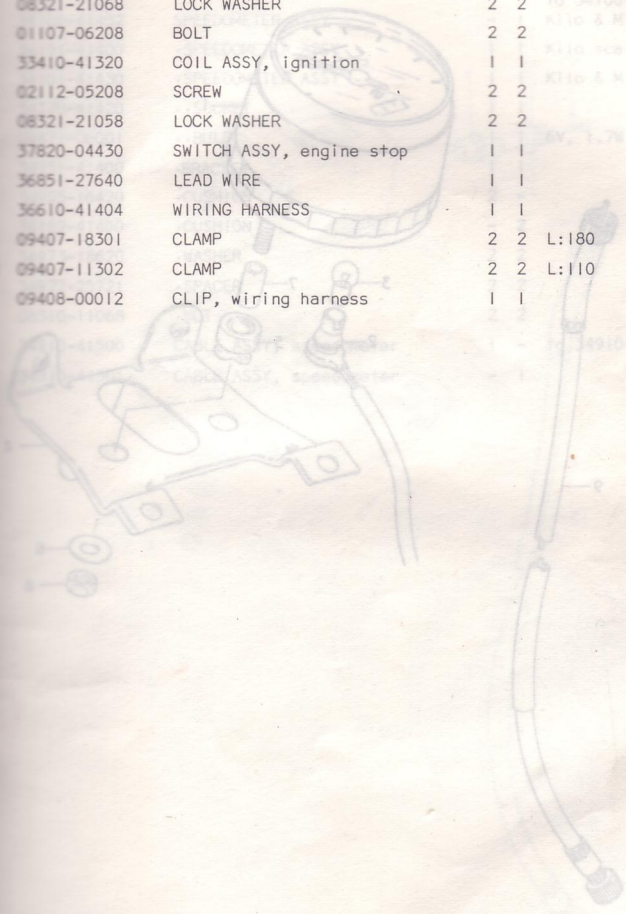 08321-21068 LOCK WASHER 2 2
01107-06208 BOLT 2 2
33410-41320 COIL ASSY, ignition 1 1
02112-05208 SCREW 2 2
08321-21058 LOCK WASHER 2 2
37820-04430 SWITCH ASSY, engine stop 1 1
36851-27640 LEAD WIRE 1 1
36610-41404 WIRING HARNESS 1 1
09407-18301 CLAMP 2 2 L:180
09407-11302 CLAMP 2 2 L:110
09408-00012 CLIP, wiring harness 1 1